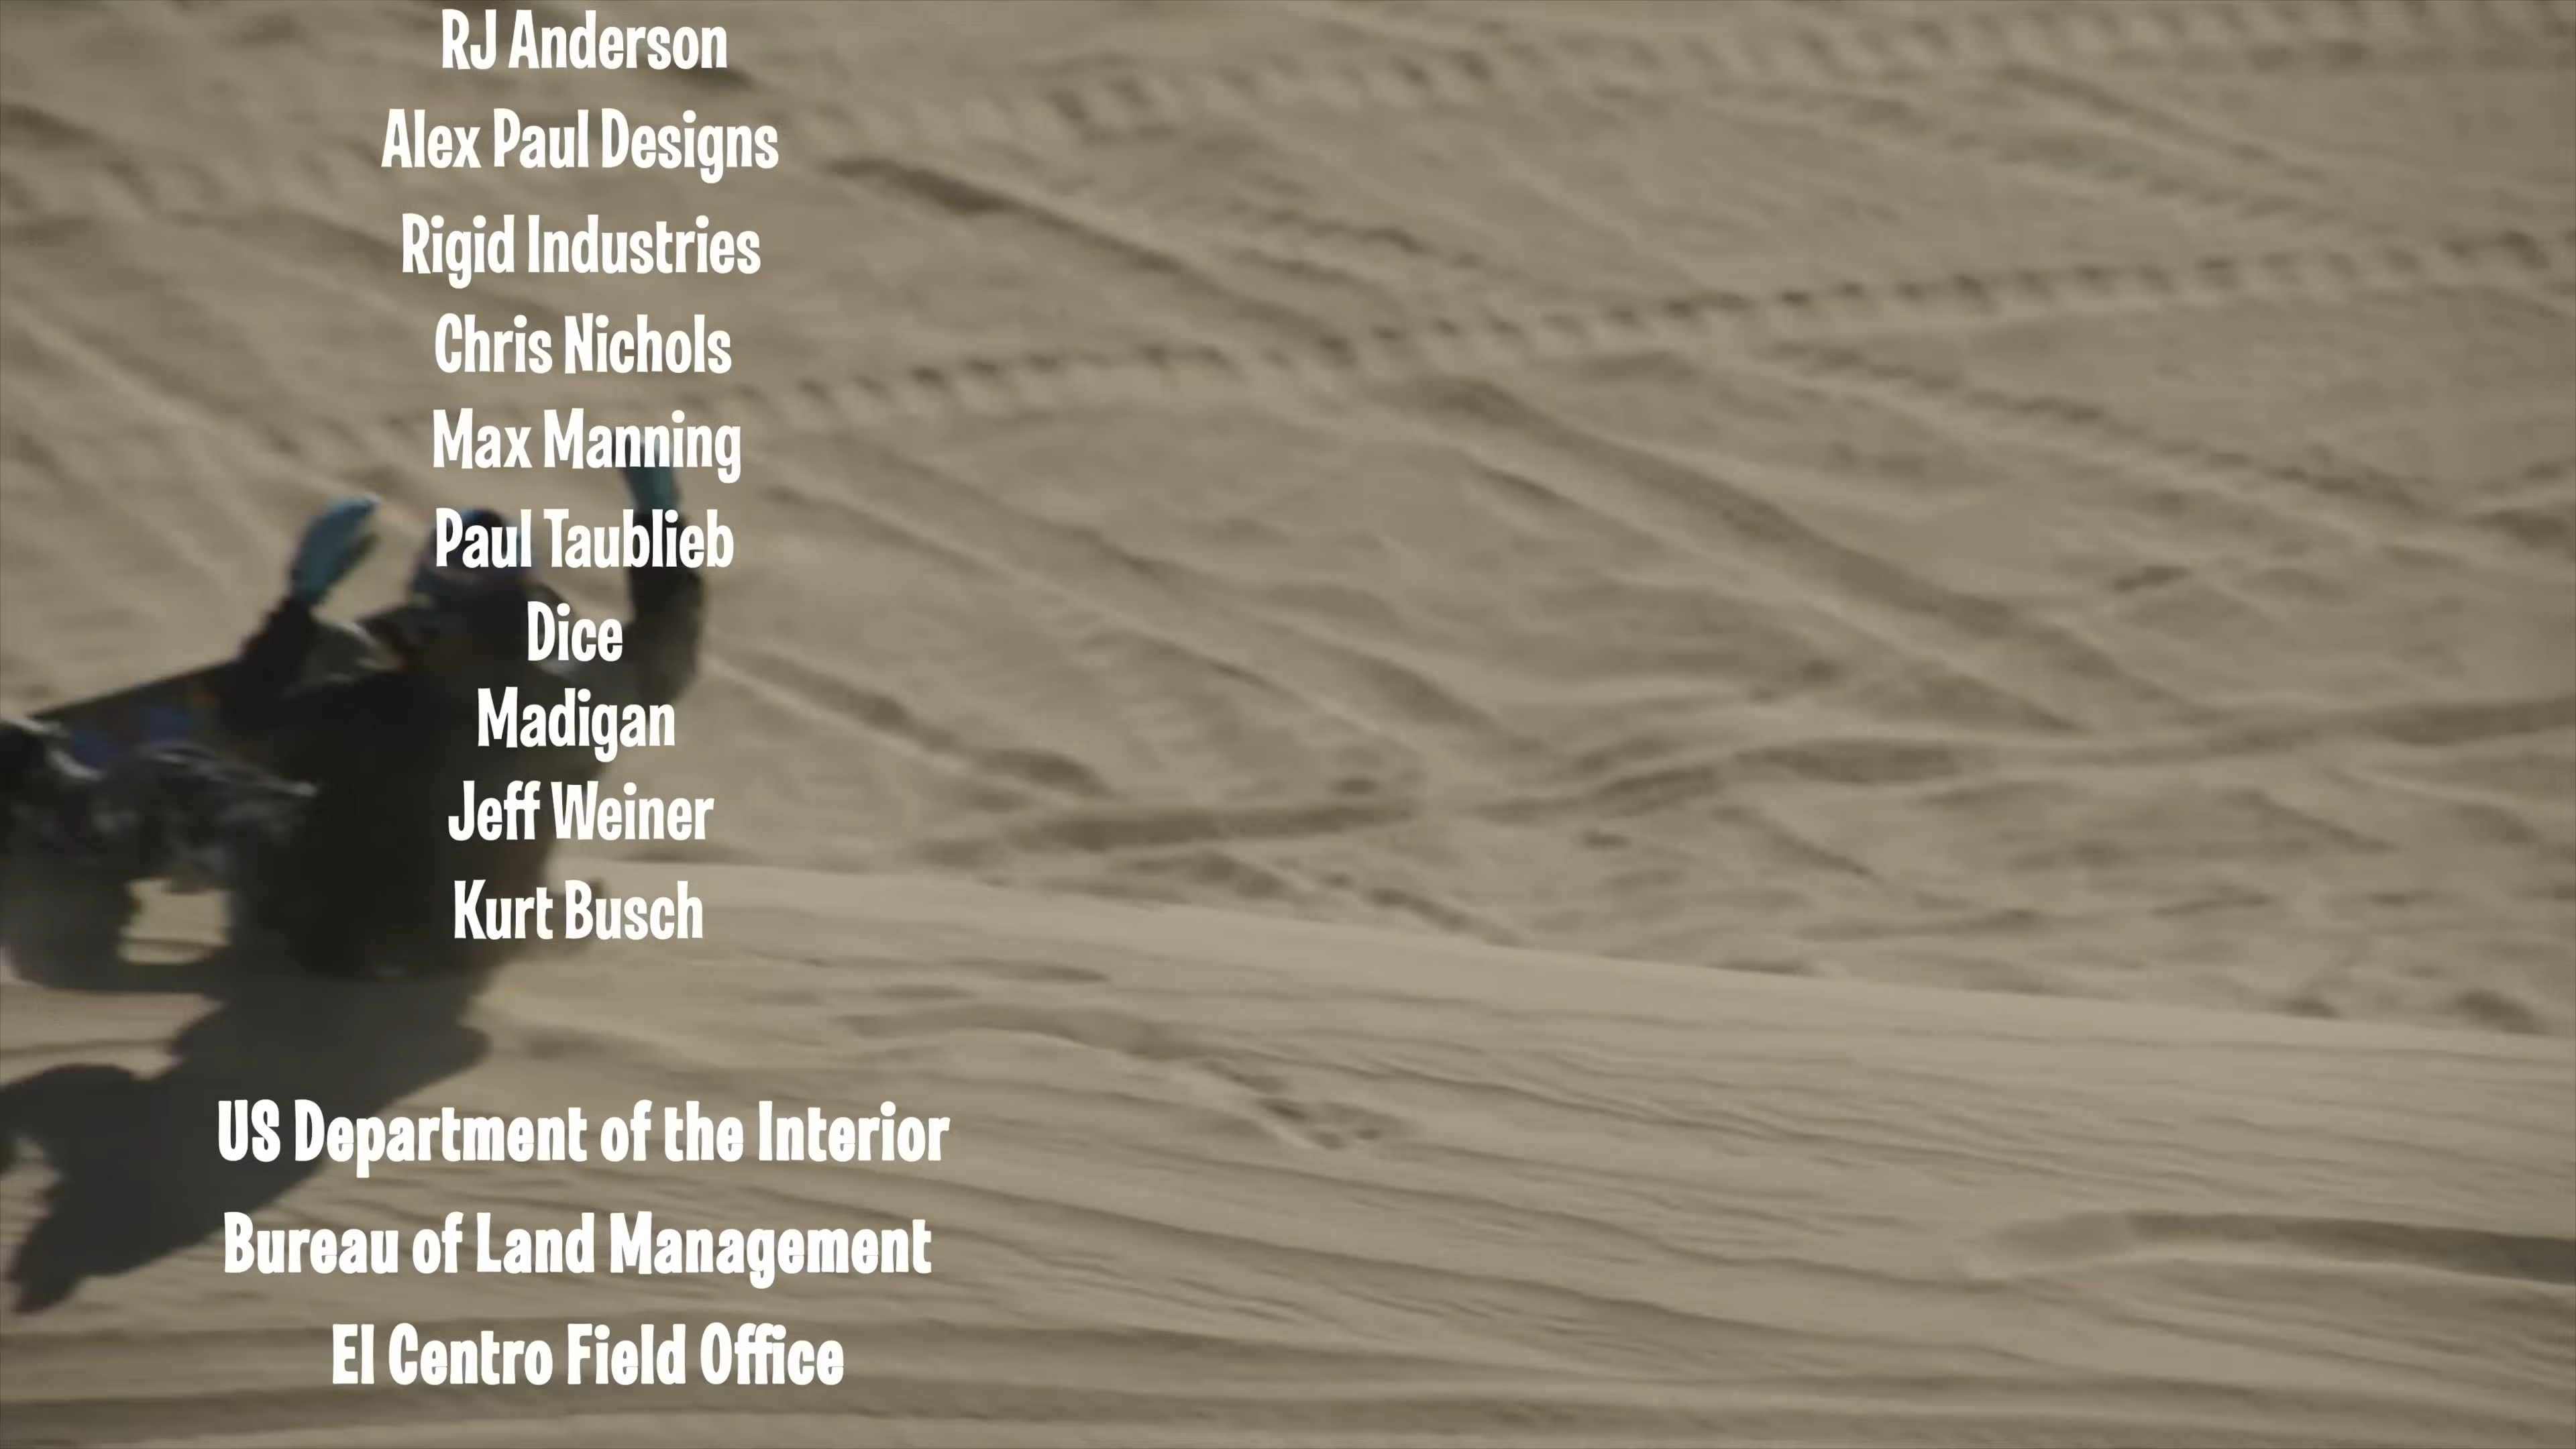 RJ Anderson
Alex Paul Designs
Rigid Industries
Chris Nichols
Max Manning
Paul Taublieb
Dice
Madigan
Jeff Weiner
Kurt Busch
US Department of the Interior
Bureau of Land Management
El Centro Field Office